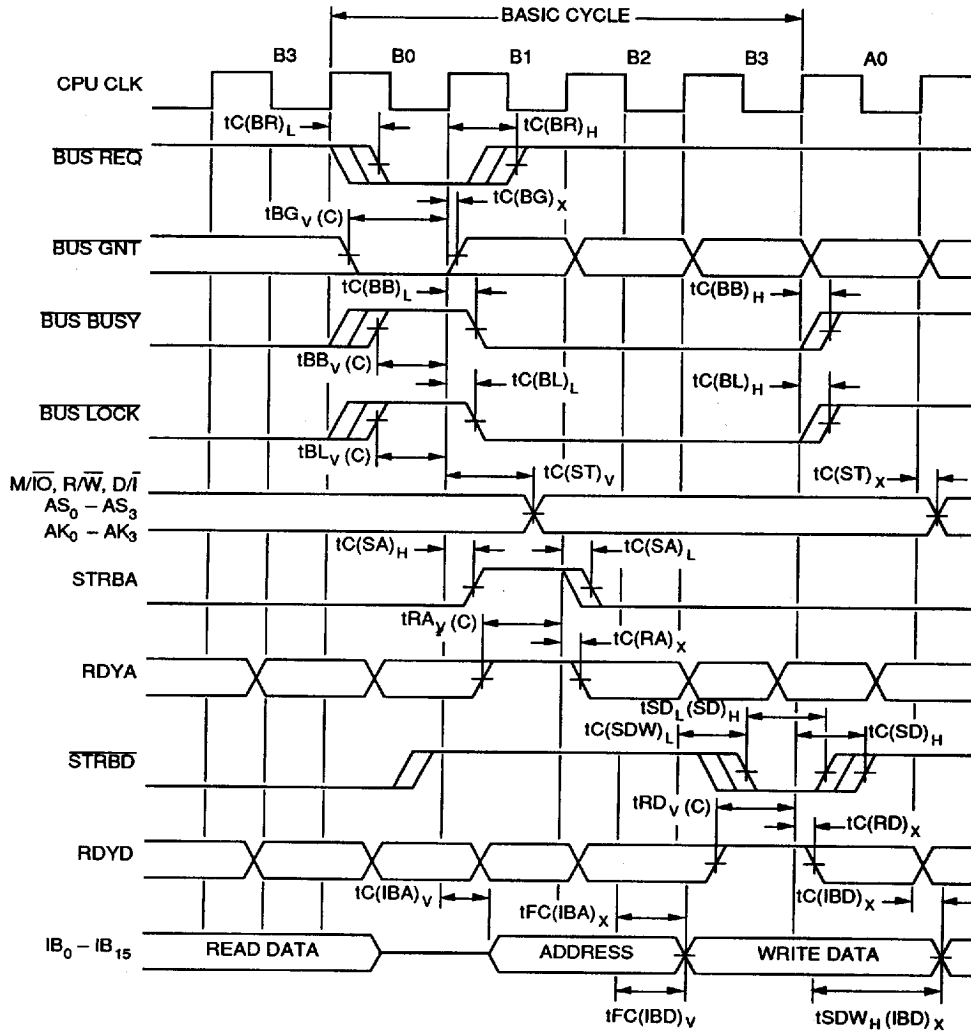 BASIC CYCLE
B3 B0 B1 B2 B3 A0
CPU CLK
tC(BR)L tC(BR)H
BUS REQ
tC(BG)X
tBGV (C)
BUS GNT
tC(BB)L tC(BB)H
BUS BUSY
tBBV (C)
tC(BL)L tC(BL)H
BUS LOCK
tBLV (C)
M/IO, R/W, D/I tC(ST)V tC(ST)X
AS0 – AS3
AK0 – AK3
tC(SA)H tC(SA)L
STRBA
tRAV (C)
tC(RA)X
RDYA
tSDL(SD)H
tC(SDW)L tC(SD)H
STRBD
tRDV (C)
tC(RD)X
RDYD
tC(IBA)V tFC(IBA)X tC(IBD)X
IB0 – IB15 READ DATA ADDRESS WRITE DATA
tFC(IBD)V tSDWH(IBD)X